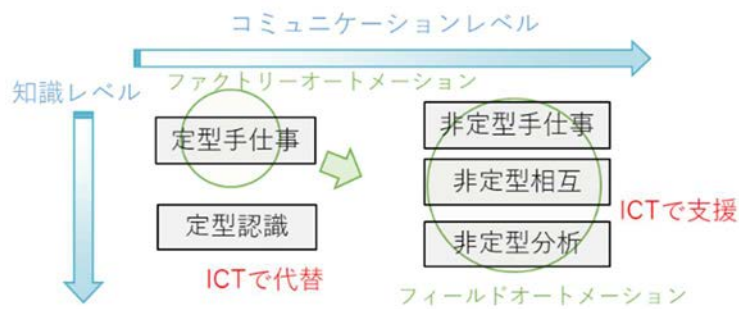 コミュニケーションレベル
知識レベル
ファクトリーオートメーション
定型手仕事
定型認識
ICTで代替
非定型手仕事
非定型相互
非定型分析
ICTで支援
フィールドオートメーション